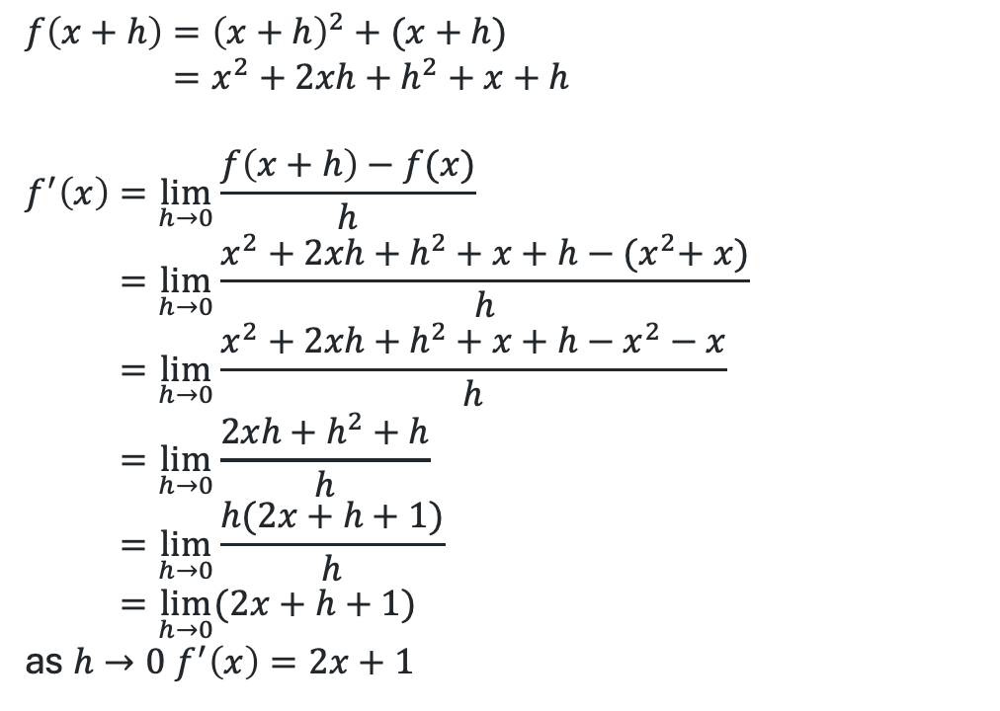 f(x + h) = (x + h)² + (x + h)
= x² + 2xh + h² + x + h
f′(x) = lim h→0 (f(x + h) − f(x))/h
= lim h→0 (x² + 2xh + h² + x + h − (x² + x))/h
= lim h→0 (x² + 2xh + h² + x + h − x² − x)/h
= lim h→0 (2xh + h² + h)/h
= lim h→0 (h(2x + h + 1))/h
= lim h→0 (2x + h + 1)
as h → 0 f′(x) = 2x + 1